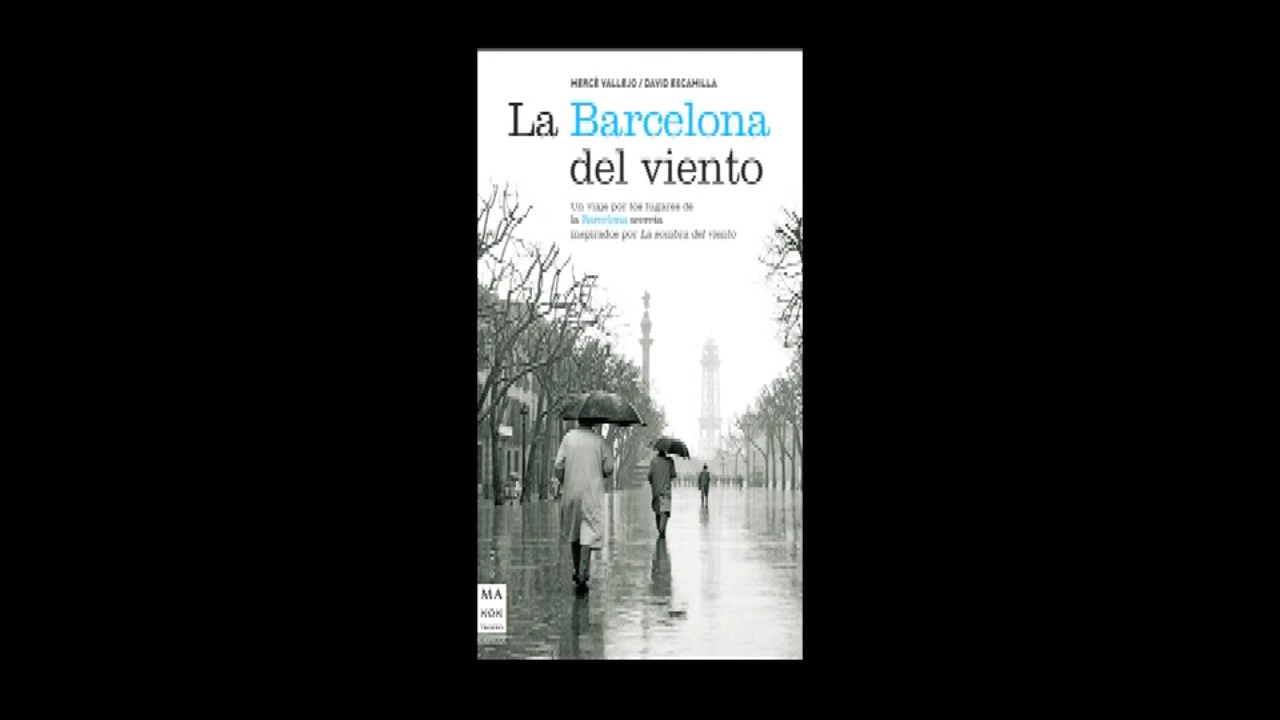 MERCÈ VALLEJO / DAVID ESCAMILLA
La Barcelona
del viento
Un viaje por los lugares de
la Barcelona secreta
inspirados por La sombra del viento
MA
NON
TROPPO